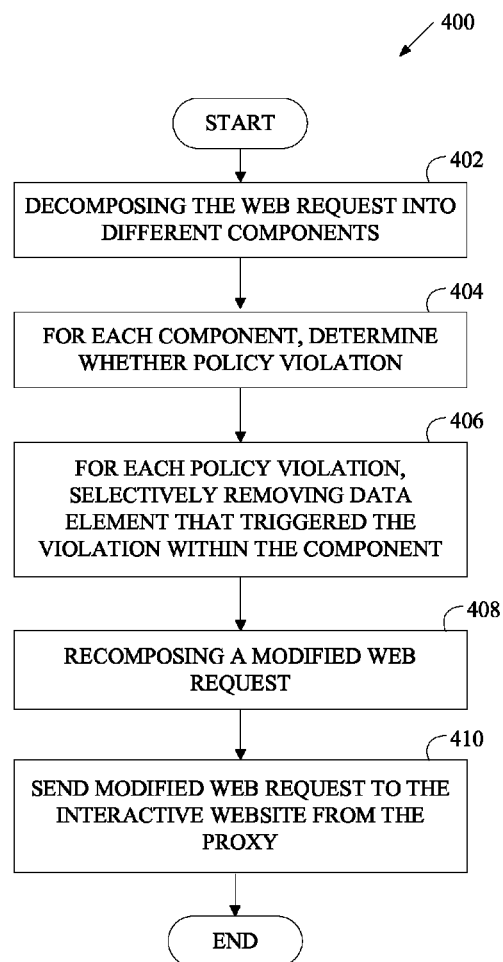 400
START
402
DECOMPOSING THE WEB REQUEST INTO
DIFFERENT COMPONENTS
404
FOR EACH COMPONENT, DETERMINE
WHETHER POLICY VIOLATION
406
FOR EACH POLICY VIOLATION,
SELECTIVELY REMOVING DATA
ELEMENT THAT TRIGGERED THE
VIOLATION WITHIN THE COMPONENT
408
RECOMPOSING A MODIFIED WEB
REQUEST
410
SEND MODIFIED WEB REQUEST TO THE
INTERACTIVE WEBSITE FROM THE
PROXY
END